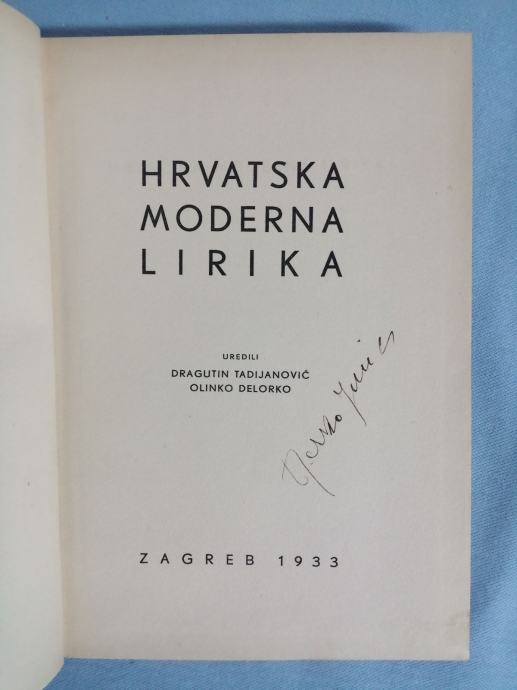 HRVATSKA
MODERNA
LIRIKA
UREDILI
DRAGUTIN TADIJANOVIĆ
OLINKO DELORKO
ZAGREB 1933